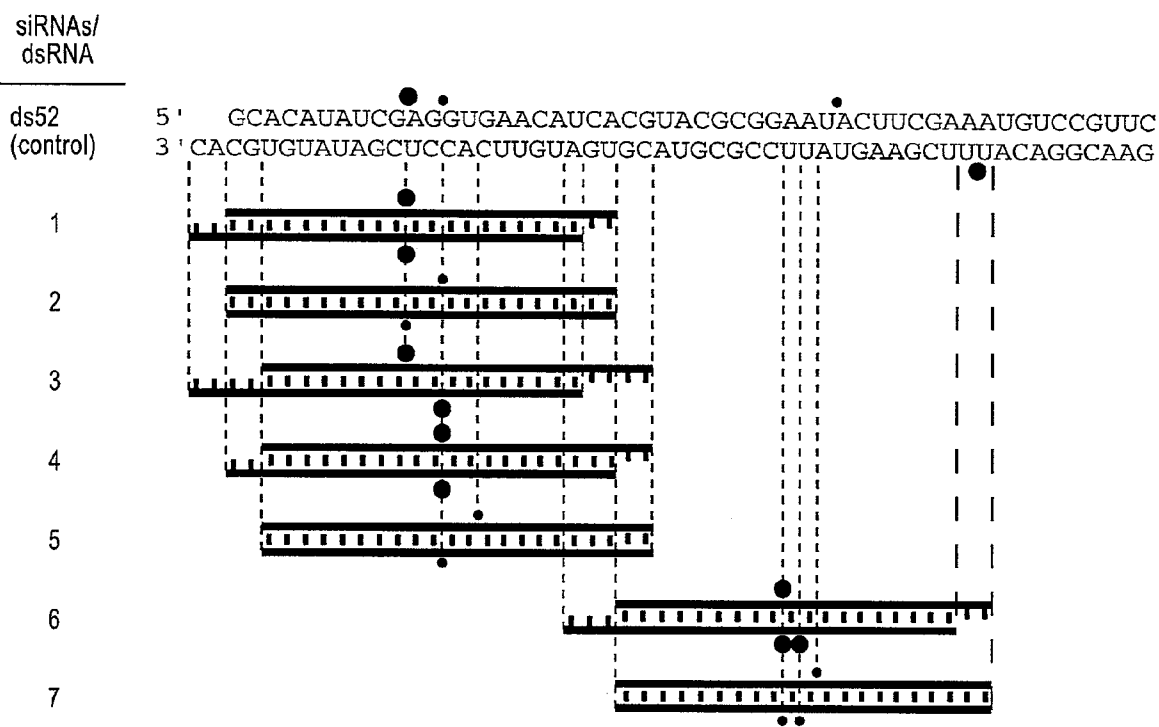 siRNAs/
dsRNA
ds52 5' GCACAUAUCGAGGUGAACAUCACGUACGCGGAAUACUUCGAAAUGUCCGUUC
(control) 3'CACGUGUAUAGCUCCACUUGUAGUGCAUGCGCCUUAUGAAGCUUUACAGGCAAG
1
2
3
4
5
6
7